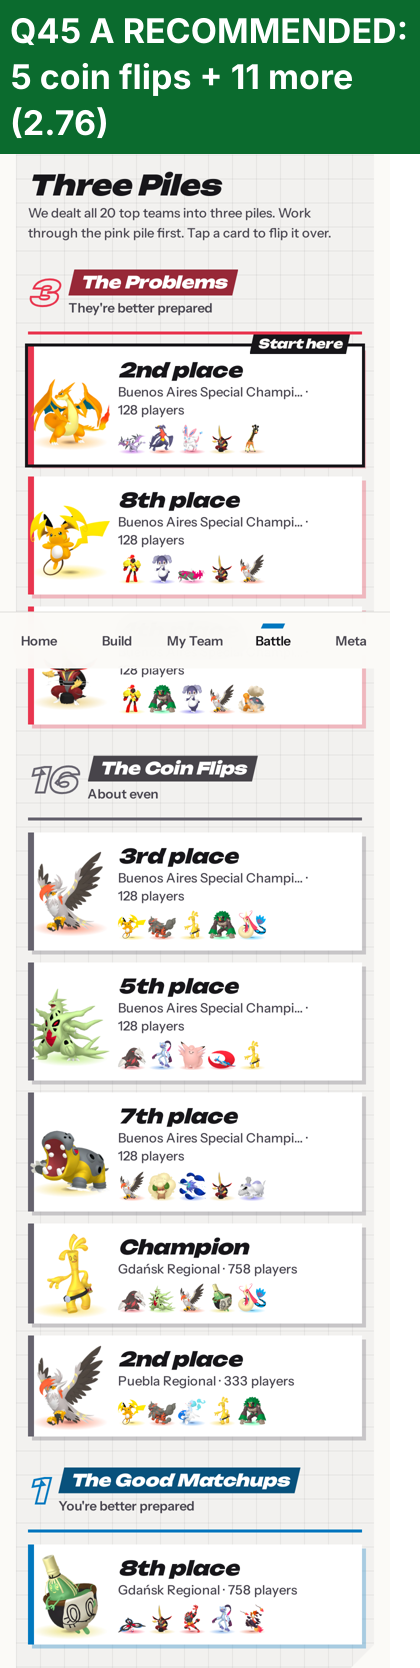 Q45 A RECOMMENDED:
5 coin flips + 11 more
(2.76)
Three Piles
We dealt all 20 top teams into three piles. Work
through the pink pile first. Tap a card to flip it over.
3 The Problems
They're better prepared
Start here
2nd place
Buenos Aires Special Champi... ·
128 players
8th place
Buenos Aires Special Champi... ·
128 players
Home Build My Team Battle Meta
128 players
16 The Coin Flips
About even
3rd place
Buenos Aires Special Champi... ·
128 players
5th place
Buenos Aires Special Champi... ·
128 players
7th place
Buenos Aires Special Champi... ·
128 players
Champion
Gdańsk Regional · 758 players
2nd place
Puebla Regional · 333 players
1 The Good Matchups
You're better prepared
8th place
Gdańsk Regional · 758 players